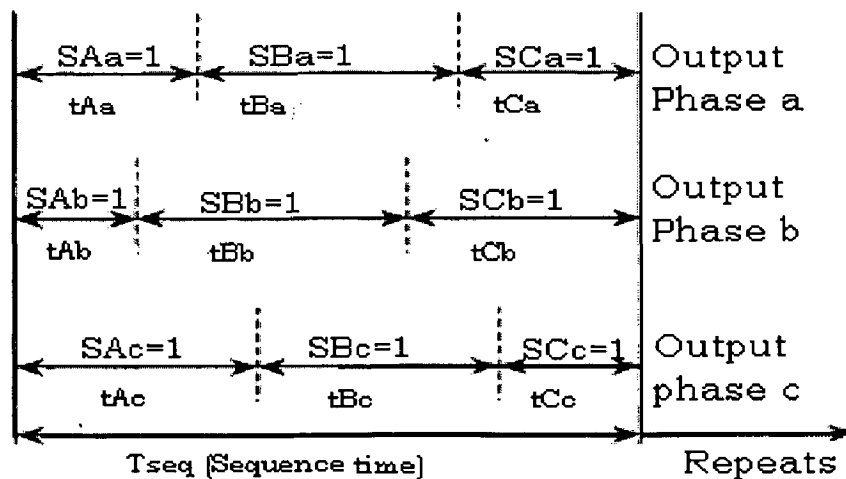 SAa=1 SBa=1 SCa=1 Output
tAa tBa tCa Phase a
SAb=1 SBb=1 SCb=1 Output
tAb tBb tCb Phase b
SAc=1 SBc=1 SCc=1 Output
tAc tBc tCc phase c
Tseq [Sequence time] Repeats